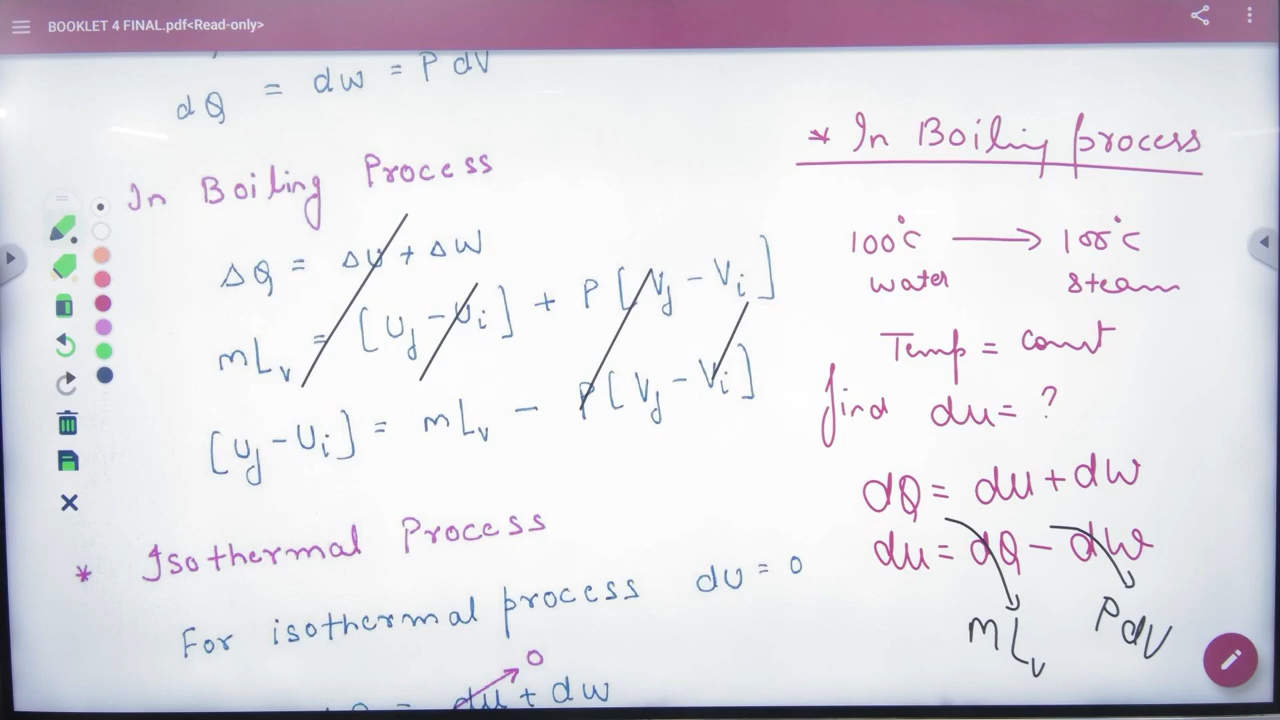 BOOKLET 4 FINAL.pdf<Read-only>
dQ = dw = P dV
In Boiling Process
ΔQ = ΔU + ΔW
mLv = [Uf - Ui] + P [Vf - Vi]
[Uf - Ui] = mLv - P [Vf - Vi]
* Isothermal Process
For isothermal process dU = 0
du + dw
0
* In Boiling process
100°C → 100°C
water steam
Temp = const
find du = ?
dQ = du + dw
du = dQ - dw
mLv PdV